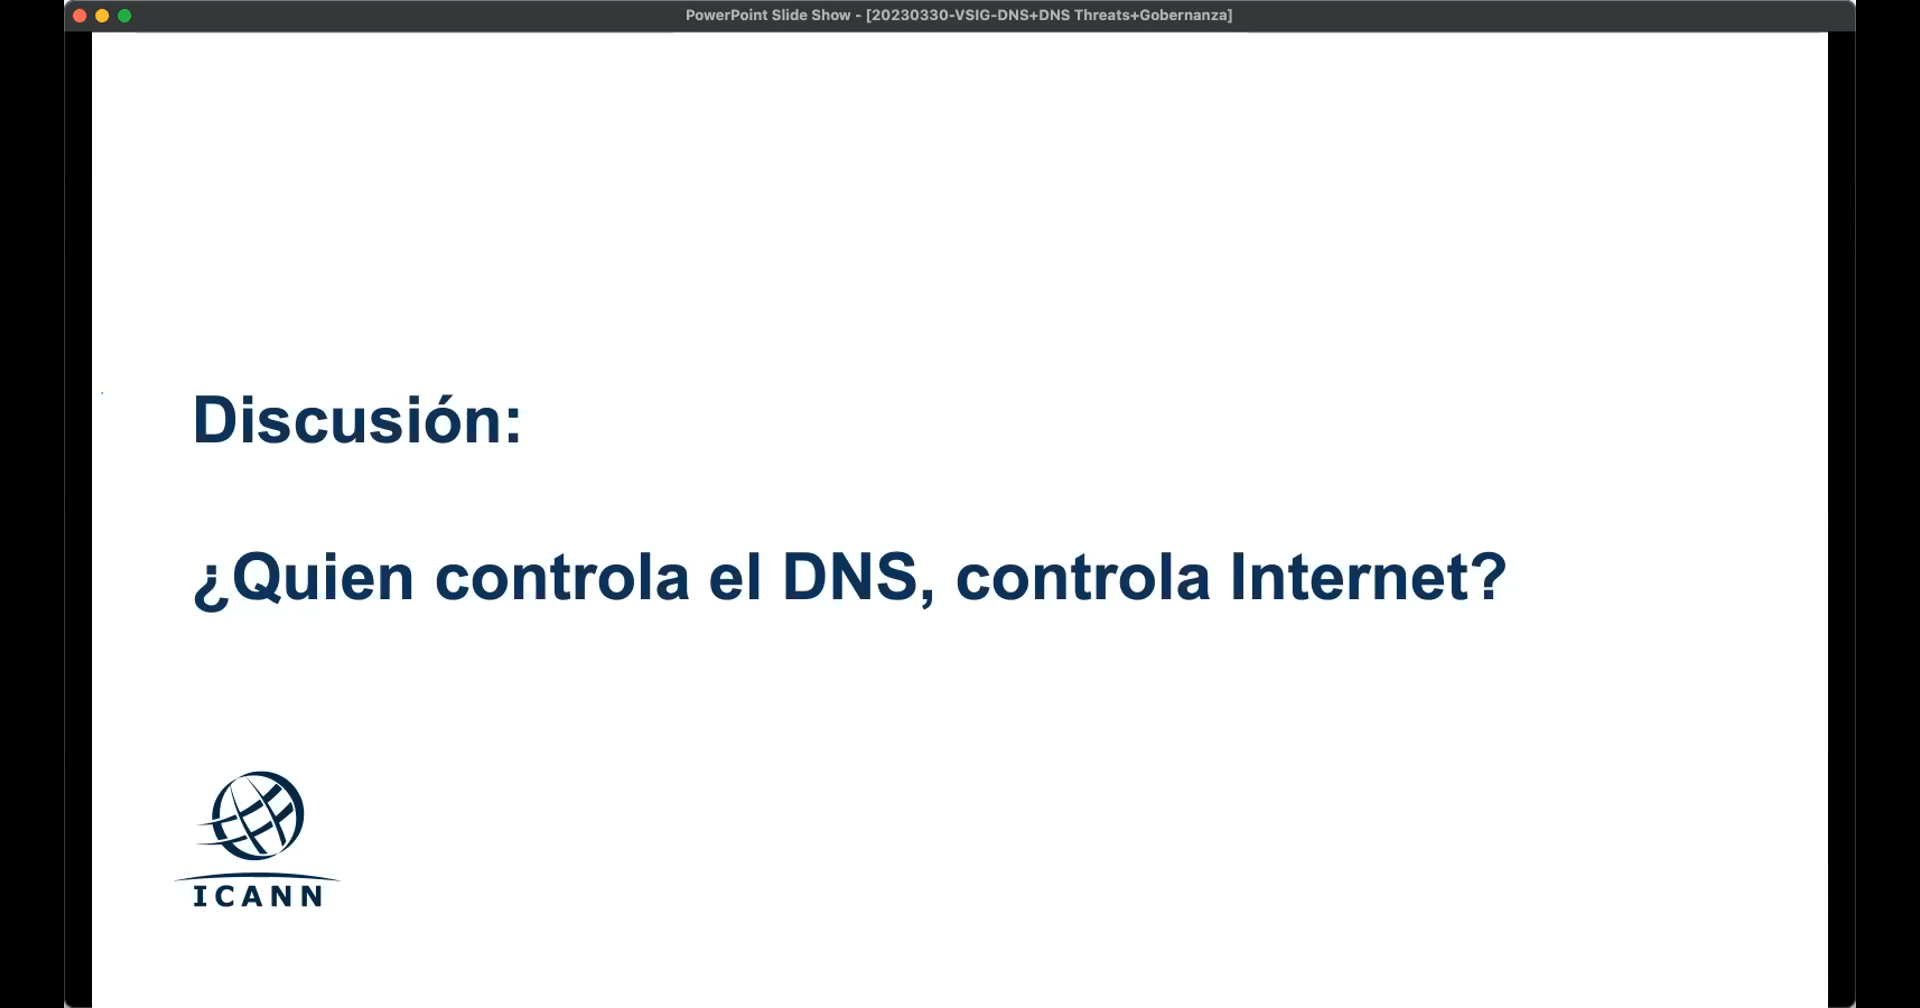 PowerPoint Slide Show - [20230330-VSIG-DNS+DNS Threats+Gobernanza]
Discusión:
¿Quien controla el DNS, controla Internet?
ICANN